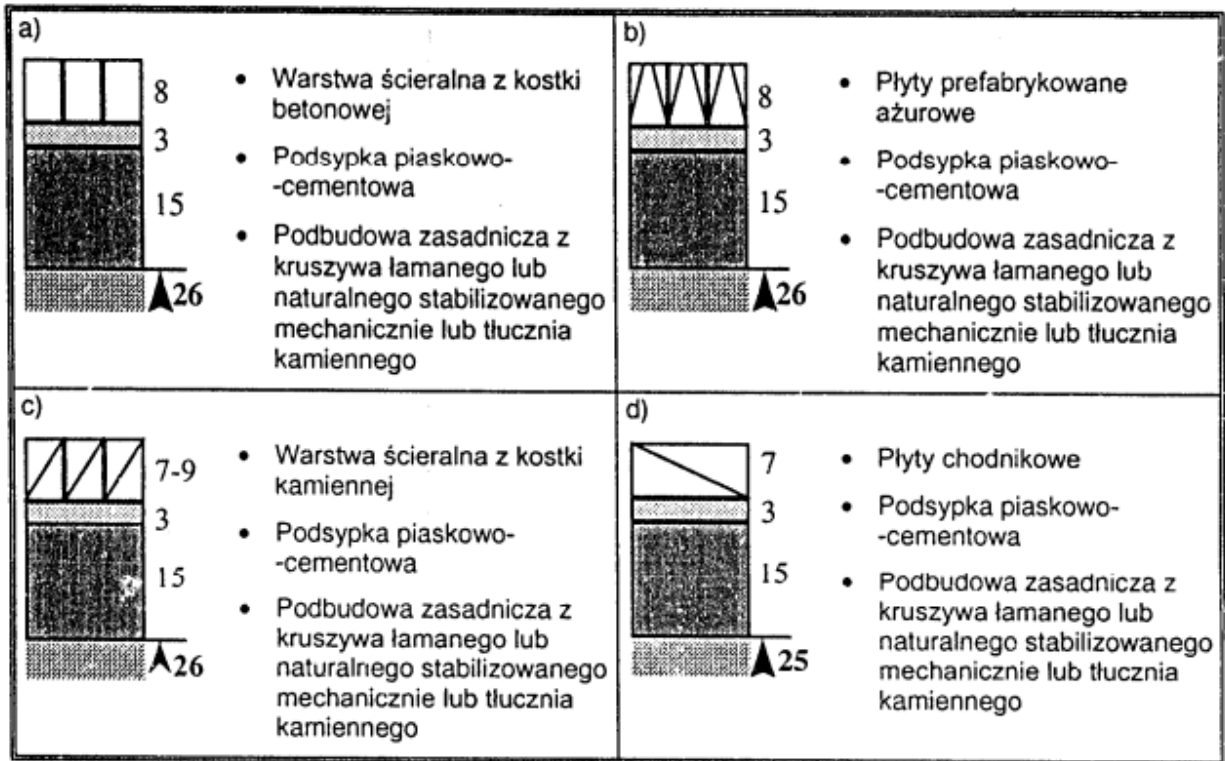 a)
8
3
15
26
• Warstwa ścieralna z kostki
betonowej
• Podsypka piaskowo-
-cementowa
• Podbudowa zasadnicza z
kruszywa łamanego lub
naturalnego stabilizowanego
mechanicznie lub tłucznia
kamiennego
b)
8
3
15
26
• Płyty prefabrykowane
ażurowe
• Podsypka piaskowo-
-cementowa
• Podbudowa zasadnicza z
kruszywa łamanego lub
naturalnego stabilizowanego
mechanicznie lub tłucznia
kamiennego
c)
7-9
3
15
26
• Warstwa ścieralna z kostki
kamiennej
• Podsypka piaskowo-
-cementowa
• Podbudowa zasadnicza z
kruszywa łamanego lub
naturalnego stabilizowanego
mechanicznie lub tłucznia
kamiennego
d)
7
3
15
25
• Płyty chodnikowe
• Podsypka piaskowo-
-cementowa
• Podbudowa zasadnicza z
kruszywa łamanego lub
naturalnego stabilizowanego
mechanicznie lub tłucznia
kamiennego